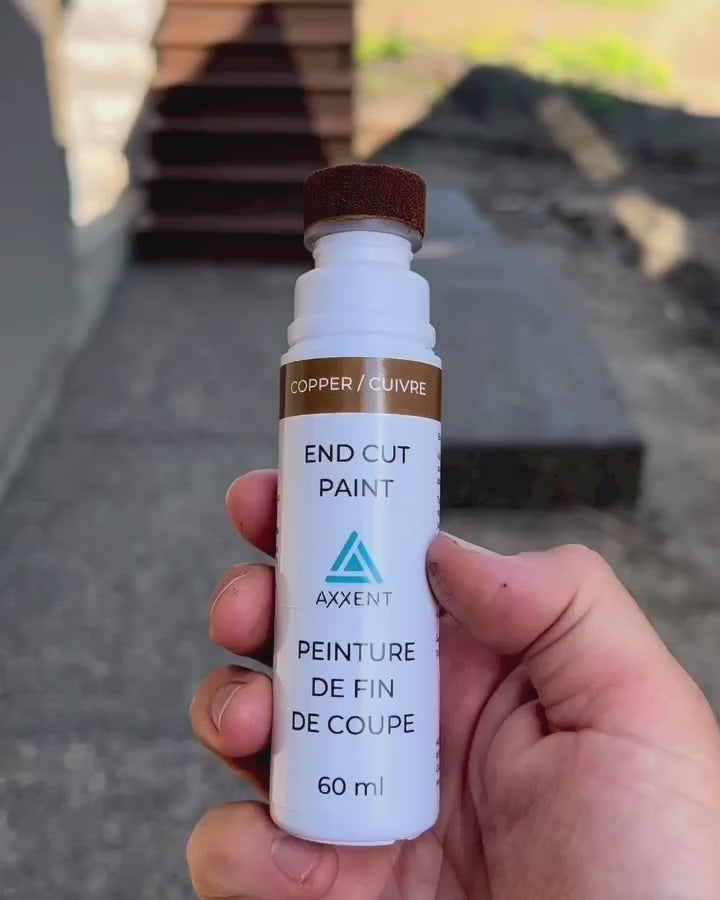 COPPER / CUIVRE
END CUT
PAINT
AXXENT
PEINTURE
DE FIN
DE COUPE
60 ml